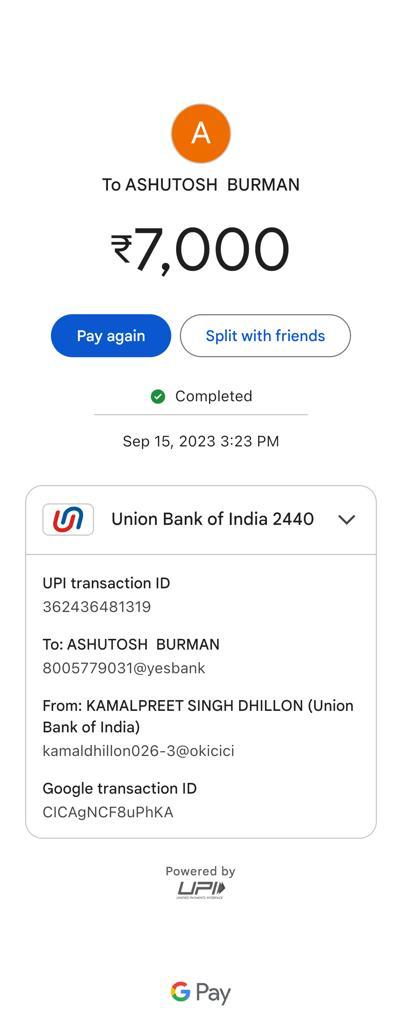 A
To ASHUTOSH BURMAN
₹7,000
Pay again
Split with friends
Completed
Sep 15, 2023 3:23 PM
Union Bank of India 2440
UPI transaction ID
362436481319
To: ASHUTOSH BURMAN
8005779031@yesbank
From: KAMALPREET SINGH DHILLON (Union
Bank of India)
kamaldhillon026-3@okicici
Google transaction ID
CICAgNCF8uPhKA
Powered by
UPI
UNIFIED PAYMENTS INTERFACE
G Pay